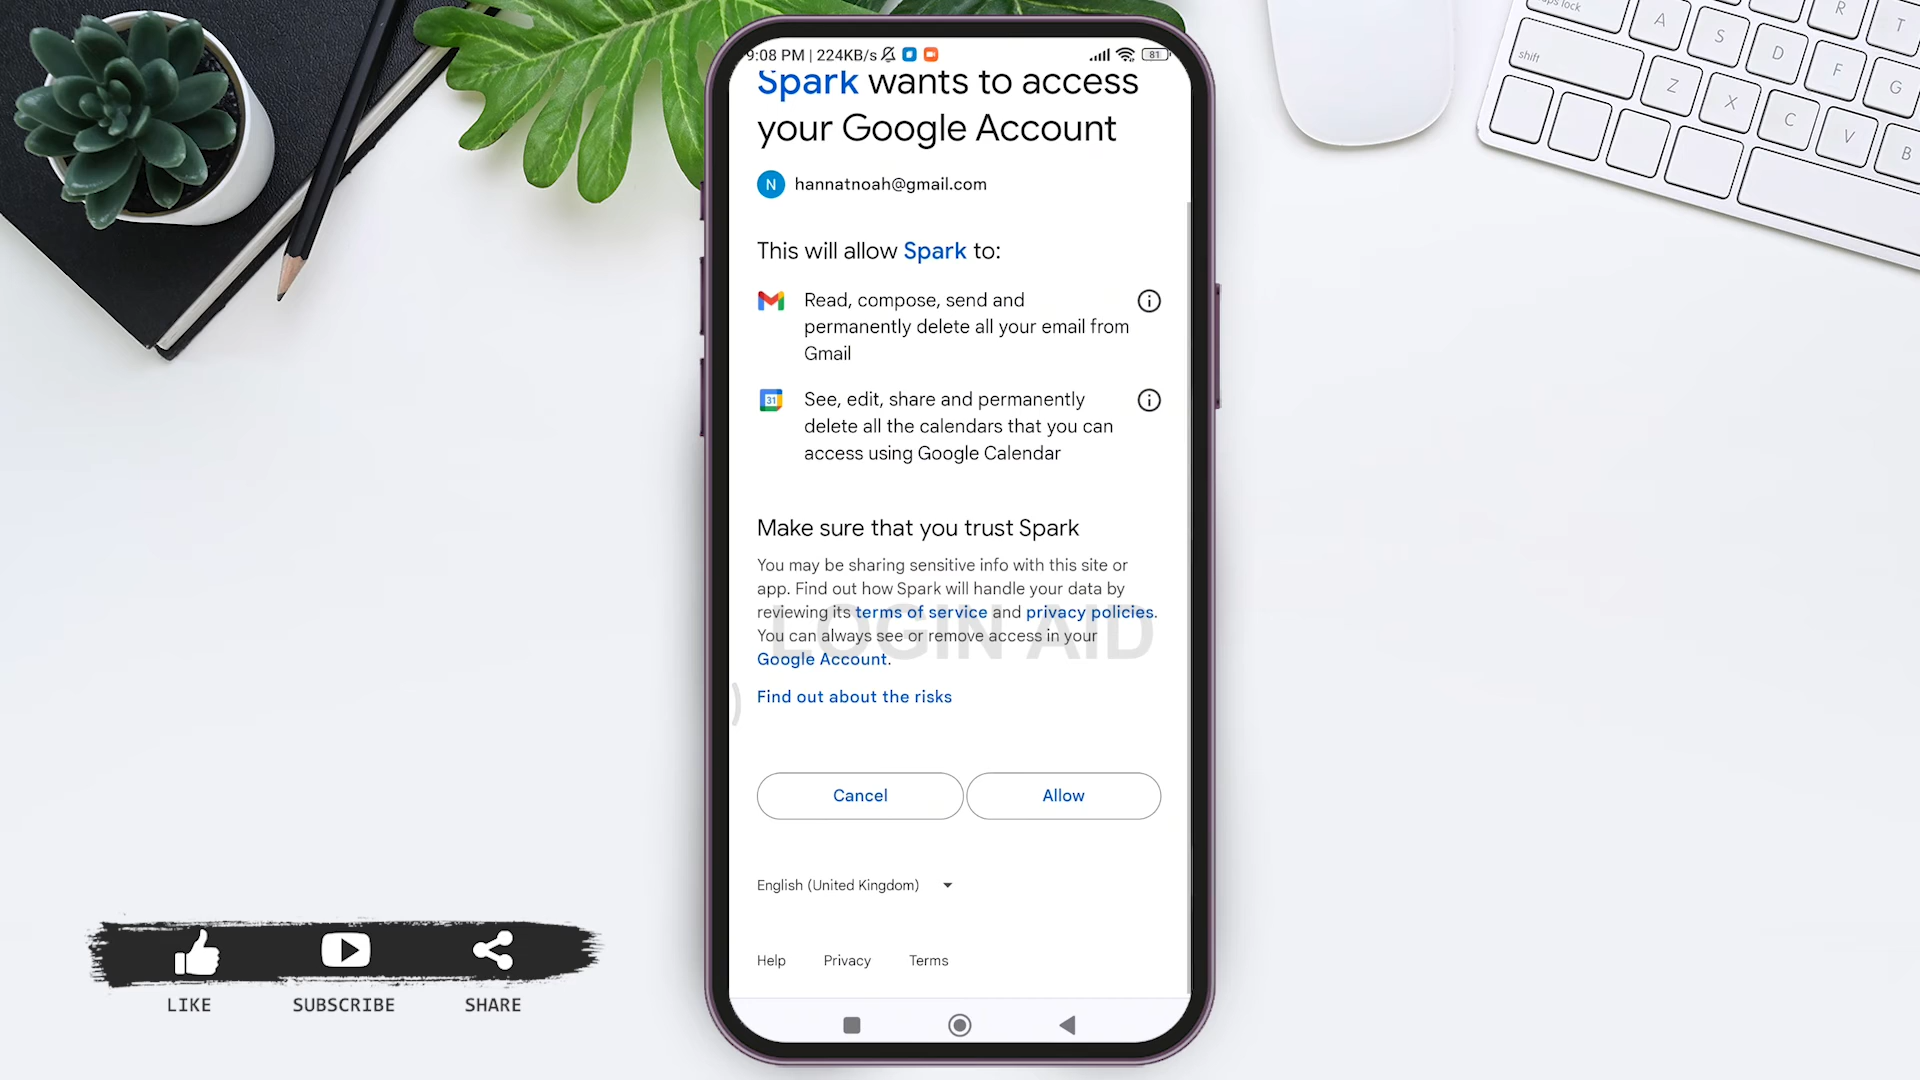 9:08 PM | 224KB/s
81
Spark wants to access
your Google Account
N hannatnoah@gmail.com
This will allow Spark to:
Read, compose, send and
permanently delete all your email from
Gmail
31
See, edit, share and permanently
delete all the calendars that you can
access using Google Calendar
Make sure that you trust Spark
You may be sharing sensitive info with this site or
app. Find out how Spark will handle your data by
reviewing its terms of service and privacy policies.
You can always see or remove access in your
Google Account.
LOGIN AID
Find out about the risks
Cancel
Allow
English (United Kingdom)
Help Privacy Terms
LIKE SUBSCRIBE SHARE
caps lock
A S D F G
R T
shift
Z X C V B